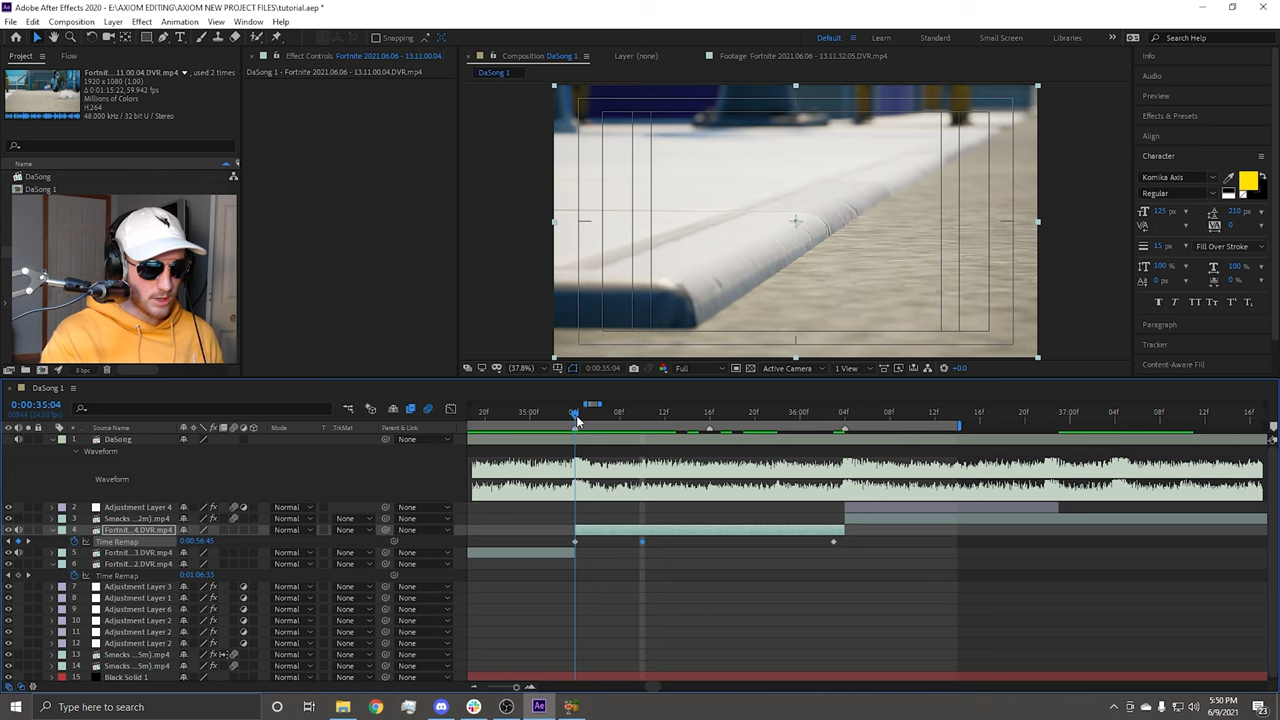 Adobe After Effects 2020 - E:\AXIOM EDITING\AXIOM NEW PROJECT FILES\tutorial.aep *
File Edit Composition Layer Effect Animation View Window Help
Snapping
Default Learn Standard Small Screen Libraries Search Help
Project Flow
Fortnit...11.00.04.DVR.mp4 , used 2 times
1920 x 1080 (1.00)
Δ 0:01:15:22, 59.942 fps
Millions of Colors
H.264
48.000 kHz / 32 bit U / Stereo
Name
DaSong
DaSong 1
8 bpc
Effect Controls Fortnite 2021.06.06 - 13.11.00.04.
DaSong 1 · Fortnite 2021.06.06 - 13.11.00.04.DVR.mp4
Composition DaSong 1 Layer (none) Footage Fortnite 2021.06.06 - 13.11.32.05.DVR.mp4
DaSong 1
(37.8%) 0:00:35:04 Full Active Camera 1 View +0.0
Info
Audio
Preview
Effects & Presets
Align
Character
Komika Axis
Regular
125 px 210 px
0
15 px Fill Over Stroke
100 % 100 %
0 px 0 %
Paragraph
Tracker
Content-Aware Fill
DaSong 1
0:00:35:04
00844 (24.00 fps)
20f 35:00f 04f 08f 12f 16f 20f 36:00f 04f 08f 12f 16f 20f 37:00f 04f 08f 12f 16f
# Source Name Mode T TrkMat Parent & Link
1 DaSong None
Waveform
Waveform
2 Adjustment Layer 4 Normal None
3 Smacks ...2m).mp4 Normal None None
4 Fortnit...4.DVR.mp4 Normal None None
Time Remap 0:00:56:45
5 Fortnit...2.DVR.mp4 Normal None None
6 Fortnit...2.DVR.mp4 Normal None None
Time Remap 0:01:06:33
7 Adjustment Layer 3 Normal None None
8 Adjustment Layer 1 Normal None None
9 Adjustment Layer 6 Normal None None
10 Adjustment Layer 2 Normal None None
11 Adjustment Layer 2 Normal None None
12 Adjustment Layer 2 Normal None None
13 Smacks ...5m).mp4 Normal None None
14 Smacks ...5m).mp4 Normal None None
15 Black Solid 1 Normal None None
Type here to search
5:50 PM
6/9/2021